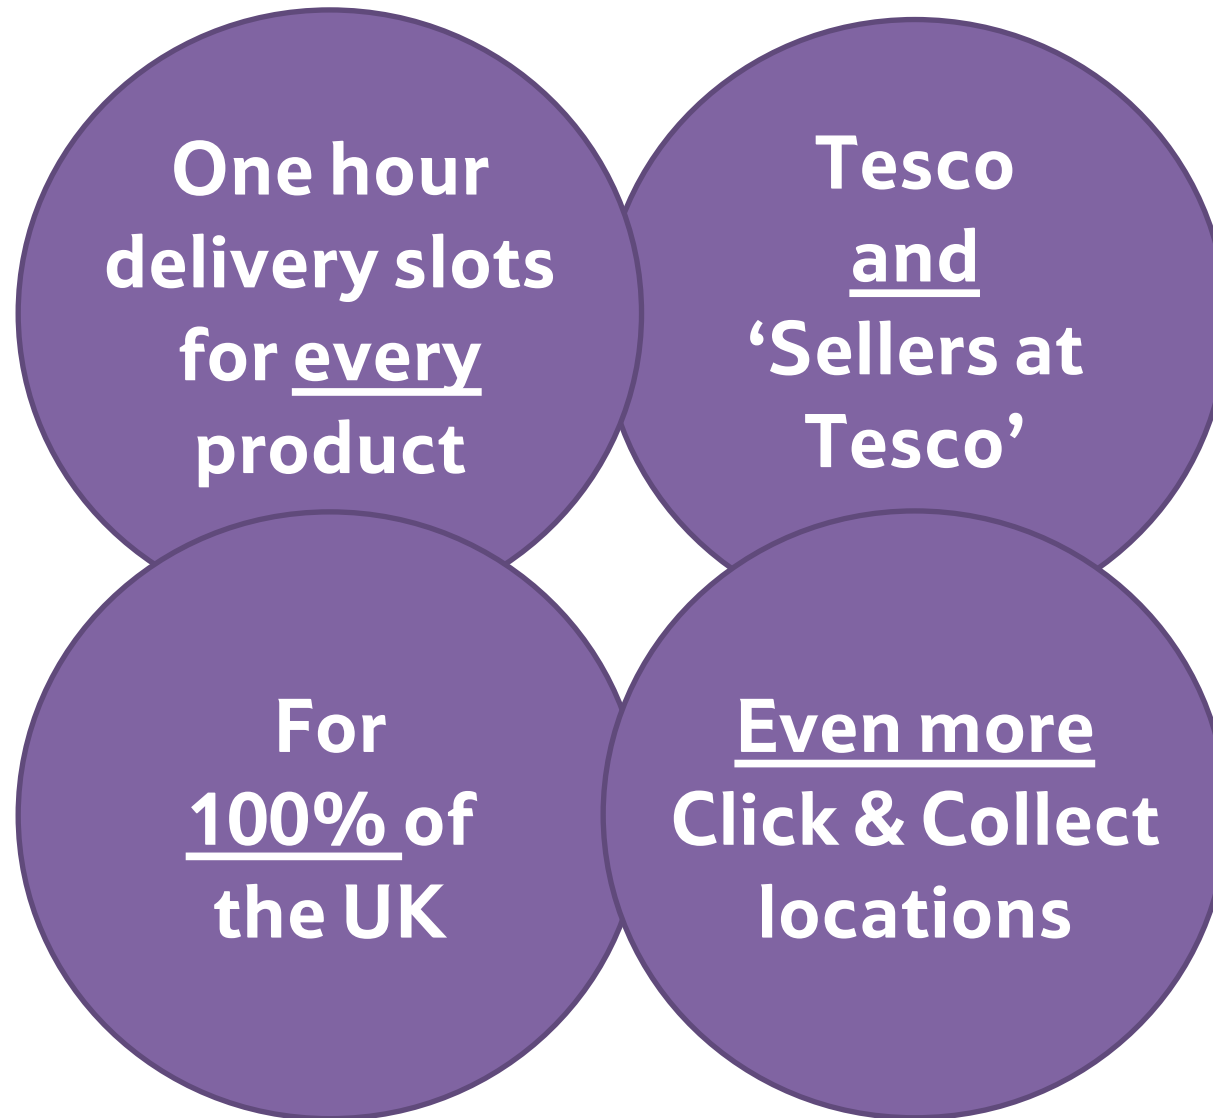 One hour
delivery slots
for every
product
Tesco
and
‘Sellers at
Tesco’
For
100% of
the UK
Even more
Click & Collect
locations